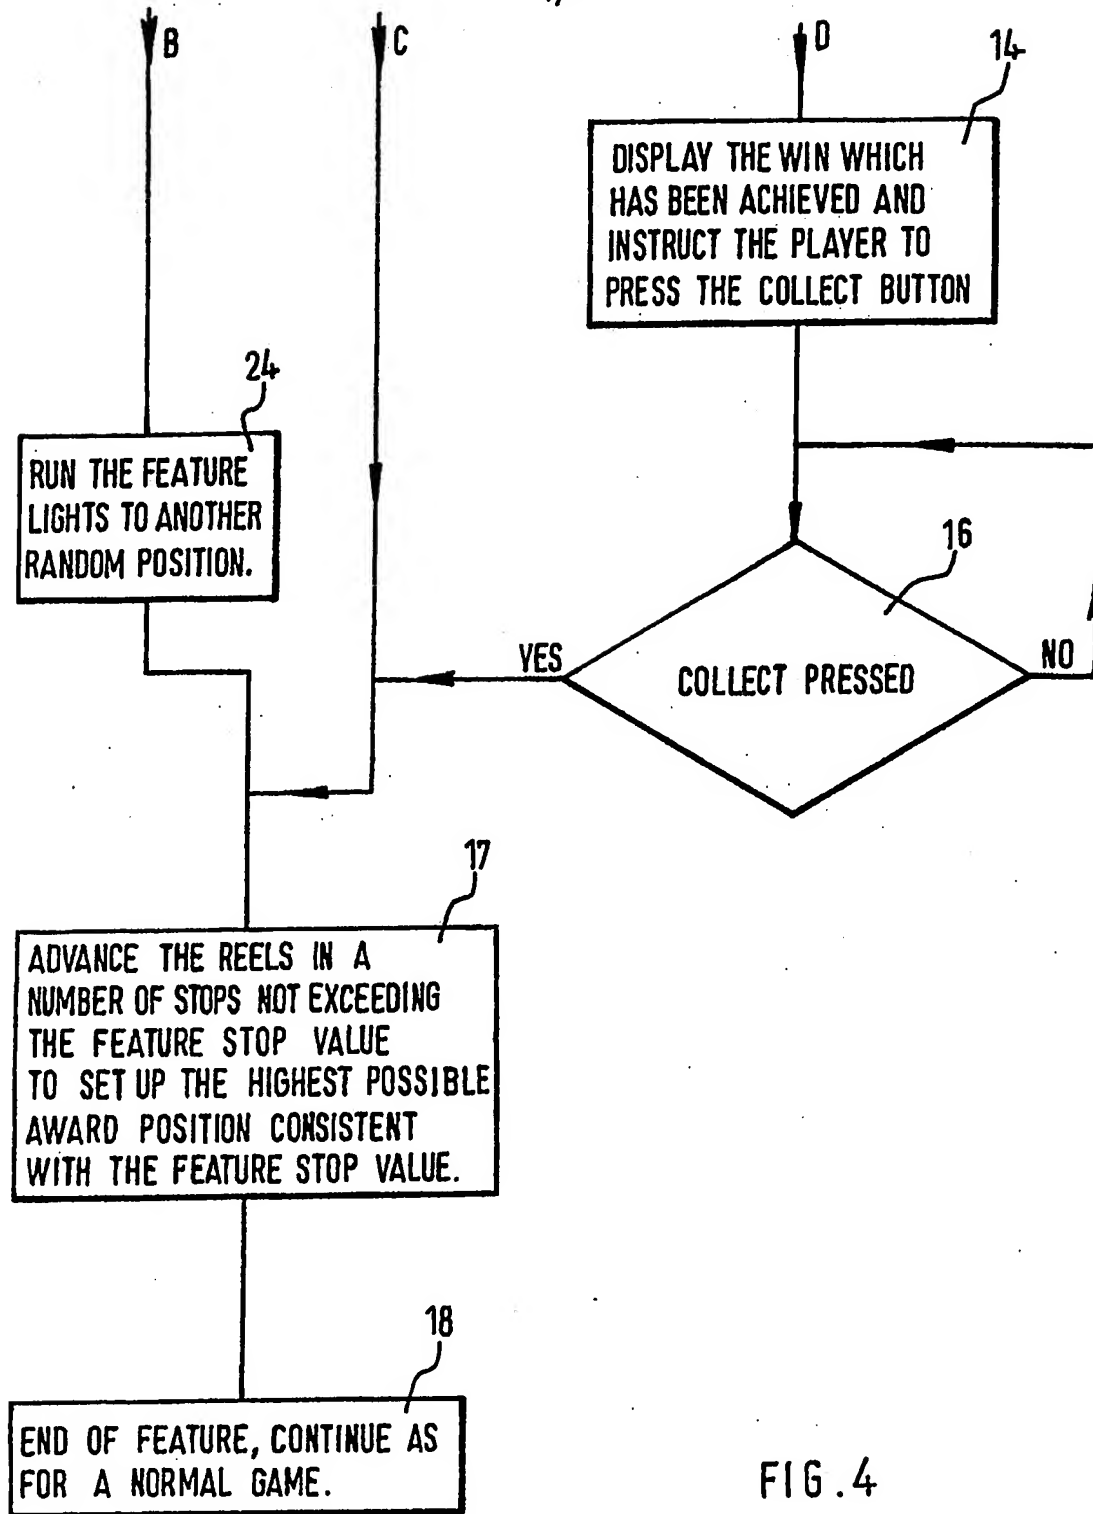 B
C
D
14
DISPLAY THE WIN WHICH
HAS BEEN ACHIEVED AND
INSTRUCT THE PLAYER TO
PRESS THE COLLECT BUTTON
24
RUN THE FEATURE
LIGHTS TO ANOTHER
RANDOM POSITION.
16
YES
COLLECT PRESSED
NO
17
ADVANCE THE REELS IN A
NUMBER OF STOPS NOT EXCEEDING
THE FEATURE STOP VALUE
TO SET UP THE HIGHEST POSSIBLE
AWARD POSITION CONSISTENT
WITH THE FEATURE STOP VALUE.
18
END OF FEATURE, CONTINUE AS
FOR A NORMAL GAME.
FIG.4